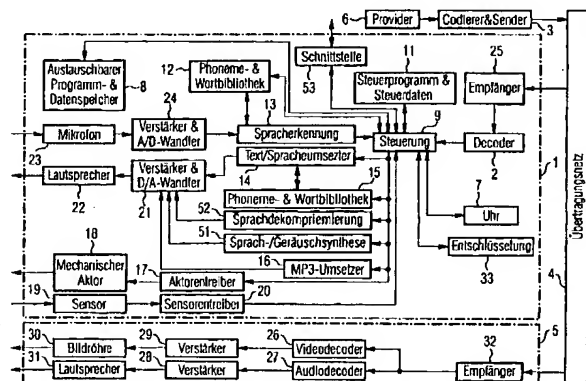 6
Provider
Codierer&Sender
3
Schnittstelle
53
12
Austauschbarer
Programm- &
Datenspeicher
8
Phoneme- &
Wortbibliothek
11
Steuerprogramm &
Steuerdaten
25
Empfänger
24
13
9
Mikrofon
23
Verstärker &
A/D-Wandler
Spracherkennung
Steuerung
Decoder
2
1
Lautsprecher
22
Verstärker &
D/A-Wandler
21
Text/Spracheumsezter
14
15
Phoneme- & Wortbibliothek
52
Sprachdekomprimierung
51
Sprach-/Geräuschsynthese
7
Uhr
18
16
MP3-Umsetzer
Entschlüsselung
33
Mechanischer
Aktor
17
Aktorentreiber
19
Sensor
20
Sensorentreiber
4
Übertragungsnetz
5
30
Bildröhre
29
Verstärker
26
Videodecoder
32
31
Lautsprecher
28
Verstärker
27
Audiodecoder
Empfänger